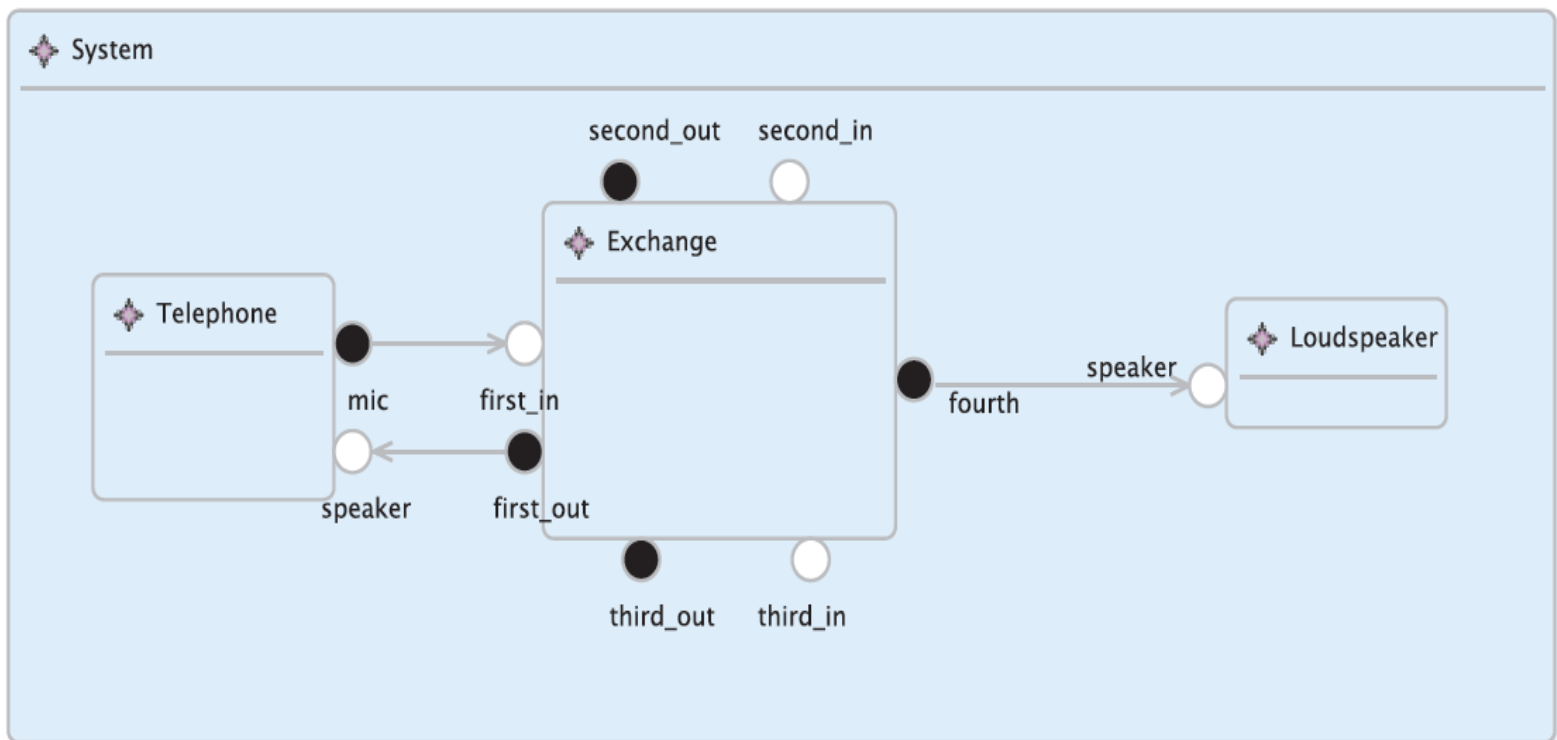 System
second_out
second_in
Exchange
Telephone
mic
first_in
speaker
first_out
third_out
third_in
fourth
speaker
Loudspeaker